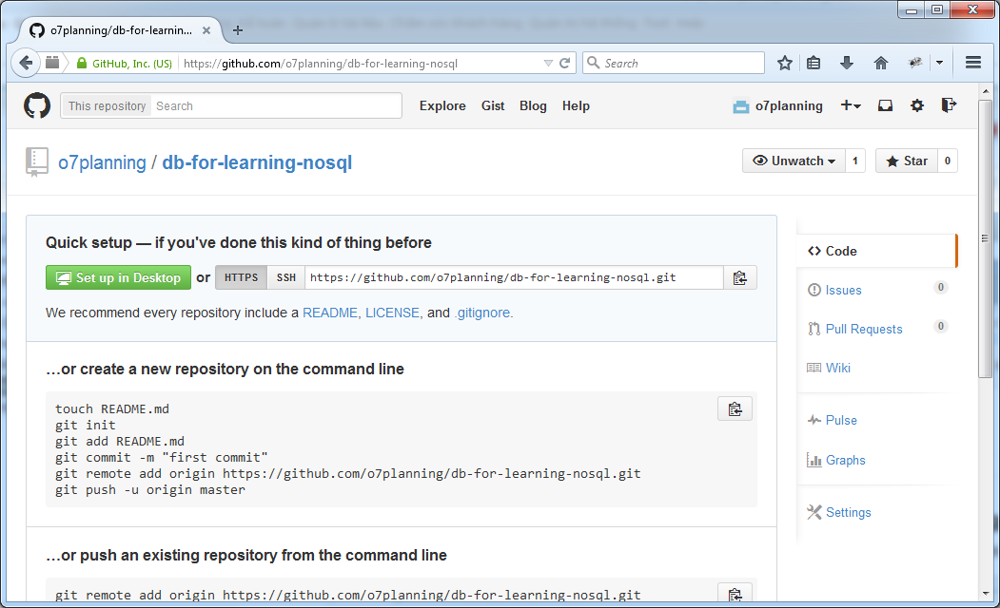 o7planning/db-for-learnin...
GitHub, Inc. (US)
https://github.com/o7planning/db-for-learning-nosql
Search
This repository
Search
Explore
Gist
Blog
Help
o7planning
o7planning / db-for-learning-nosql
Unwatch
1
Star
0
Quick setup — if you've done this kind of thing before
Set up in Desktop or HTTPS SSH https://github.com/o7planning/db-for-learning-nosql.git
We recommend every repository include a README, LICENSE, and .gitignore.
…or create a new repository on the command line
touch README.md
git init
git add README.md
git commit -m "first commit"
git remote add origin https://github.com/o7planning/db-for-learning-nosql.git
git push -u origin master
…or push an existing repository from the command line
git remote add origin https://github.com/o7planning/db-for-learning-nosql.git
Code
Issues 0
Pull Requests 0
Wiki
Pulse
Graphs
Settings